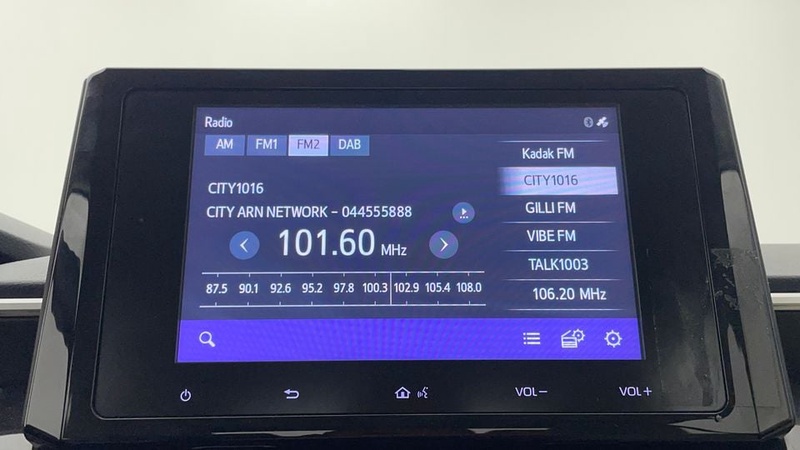 Radio
AM FM1 FM2 DAB
CITY1016
CITY ARN NETWORK - 044555888
101.60 MHz
87.5 90.1 92.6 95.2 97.8 100.3 102.9 105.4 108.0
Kadak FM
CITY1016
GILLI FM
VIBE FM
TALK1003
106.20 MHz
VOL- VOL+